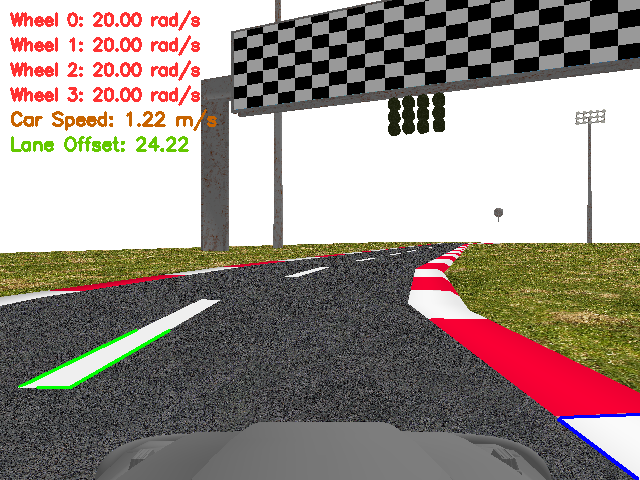 Wheel 0: 20.00 rad/s
Wheel 1: 20.00 rad/s
Wheel 2: 20.00 rad/s
Wheel 3: 20.00 rad/s
Car Speed: 1.22 m/s
Lane Offset: 24.22